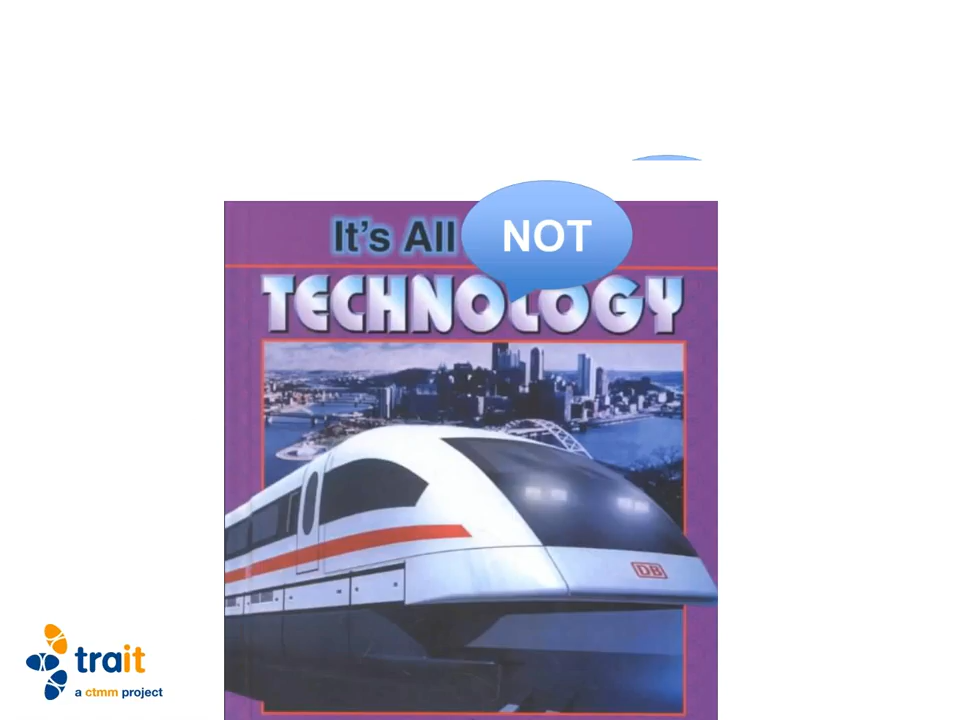 It's All NOT
TECHNOLOGY
DB
trait
a ctmm project